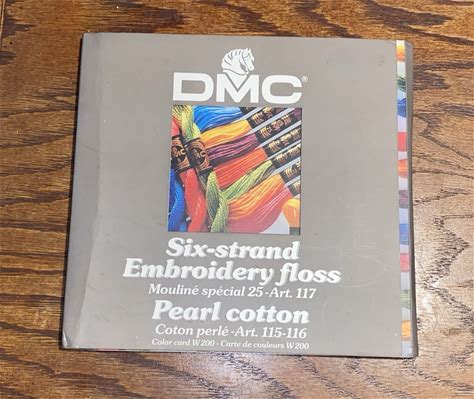 DMC®
Six-strand
Embroidery floss
Mouliné spécial 25-Art. 117
Pearl cotton
Coton perlé-Art. 115-116
Color card W200 - Carte de couleurs W200